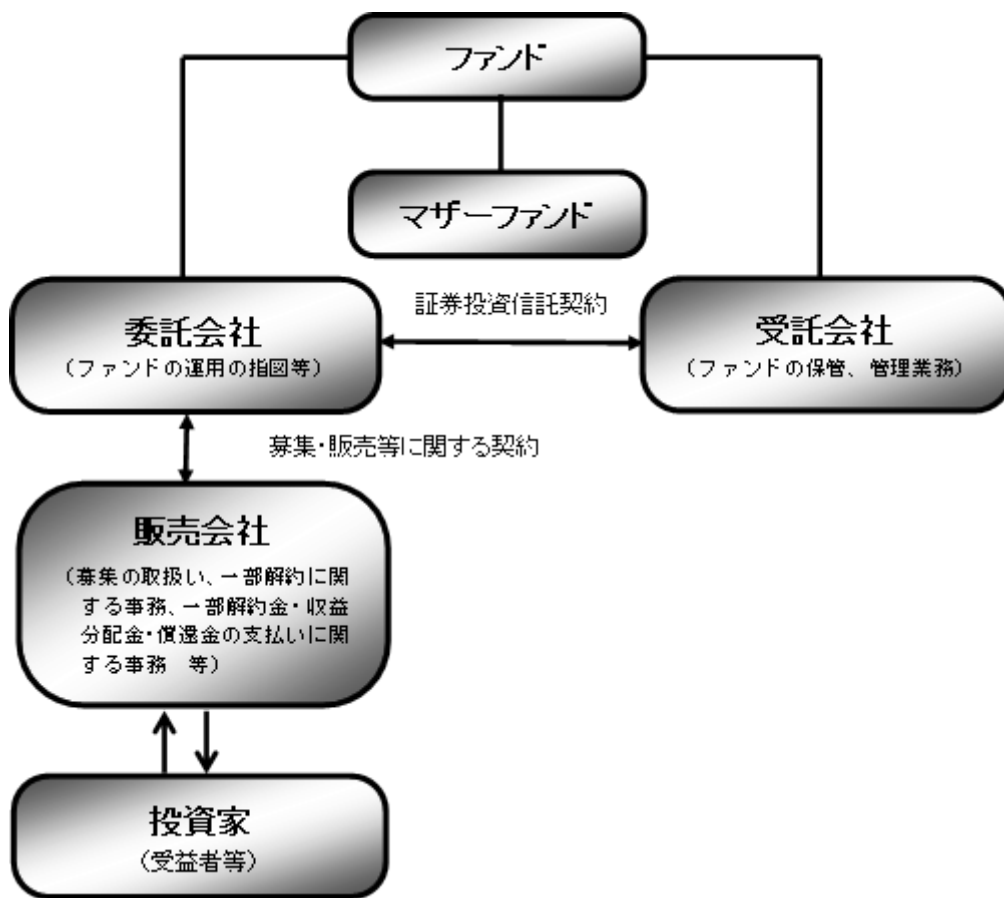 ファンド
マザーファンド
証券投資信託契約
委託会社
(ファンドの運用の指図等)
受託会社
(ファンドの保管、管理業務)
募集・販売等に関する契約
販売会社
(募集の取扱い、一部解約に関
する事務、一部解約金・収益
分配金・償還金の支払いに関
する事務　等)
投資家
(受益者等)